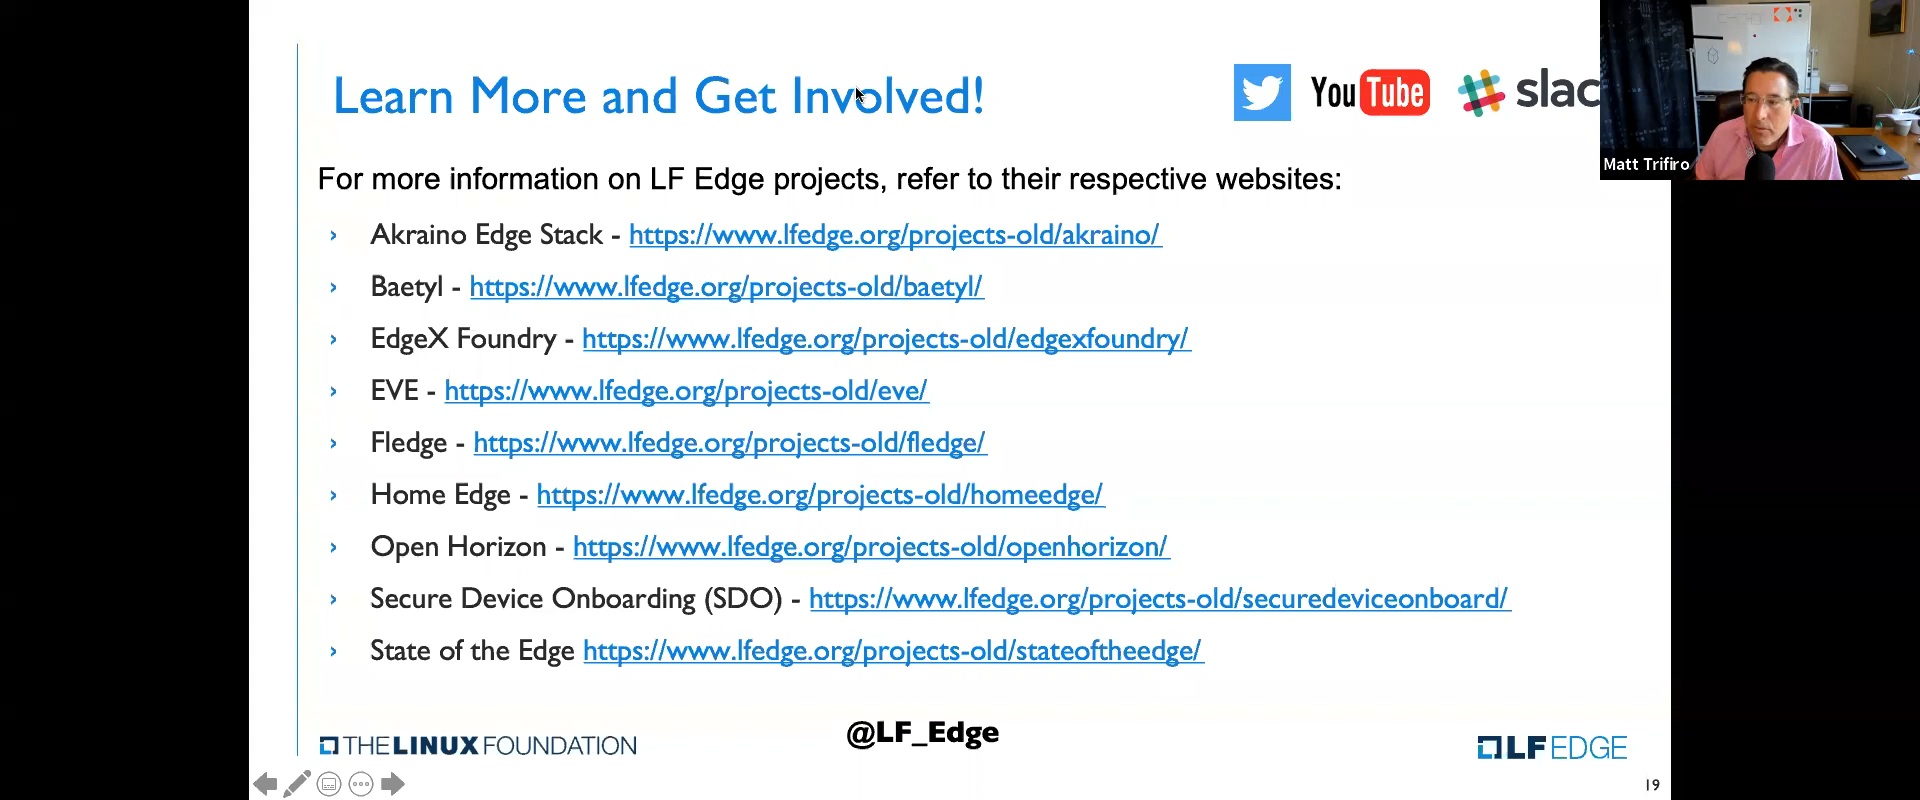 Learn More and Get Involved!
YouTube
slac
Matt Trifiro
For more information on LF Edge projects, refer to their respective websites:
› Akraino Edge Stack - https://www.lfedge.org/projects-old/akraino/
› Baetyl - https://www.lfedge.org/projects-old/baetyl/
› EdgeX Foundry - https://www.lfedge.org/projects-old/edgexfoundry/
› EVE - https://www.lfedge.org/projects-old/eve/
› Fledge - https://www.lfedge.org/projects-old/fledge/
› Home Edge - https://www.lfedge.org/projects-old/homeedge/
› Open Horizon - https://www.lfedge.org/projects-old/openhorizon/
› Secure Device Onboarding (SDO) - https://www.lfedge.org/projects-old/securedeviceonboard/
› State of the Edge https://www.lfedge.org/projects-old/stateoftheedge/
THE LINUX FOUNDATION
@LF_Edge
LF EDGE
19